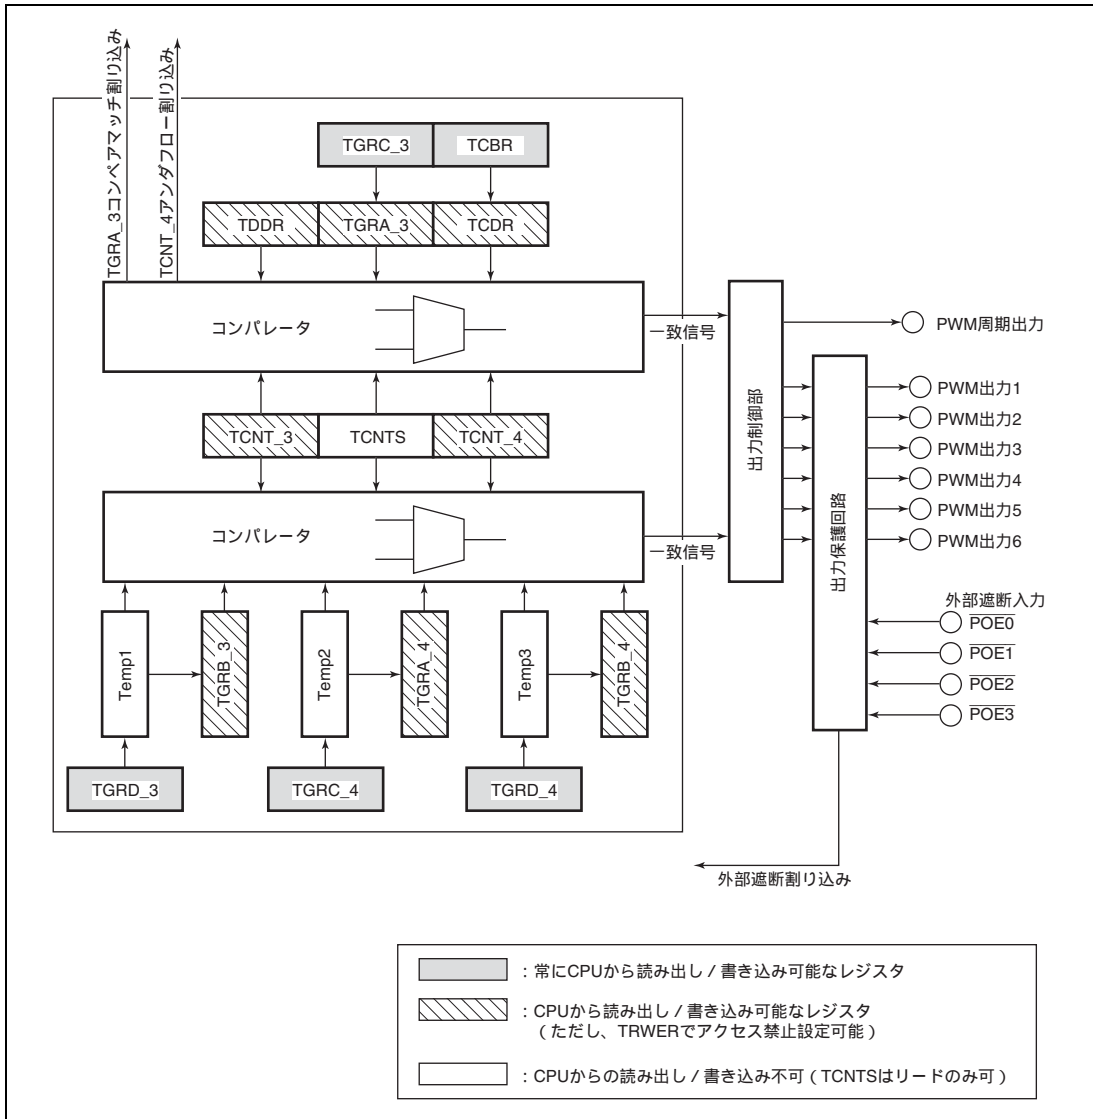 TGRA_3コンペアマッチ割り込み
TCNT_4アンダフロー割り込み
TGRC_3
TCBR
TDDR
TGRA_3
TCDR
コンパレータ
一致信号
PWM周期出力
出力制御部
出力保護回路
PWM出力1
PWM出力2
PWM出力3
PWM出力4
PWM出力5
PWM出力6
TCNT_3
TCNTS
TCNT_4
コンパレータ
一致信号
外部遮断入力
POE0
POE1
POE2
POE3
Temp1
TGRB_3
Temp2
TGRA_4
Temp3
TGRB_4
TGRD_3
TGRC_4
TGRD_4
外部遮断割り込み
：常にCPUから読み出し / 書き込み可能なレジスタ
：CPUから読み出し / 書き込み可能なレジスタ
（ただし、TRWERでアクセス禁止設定可能）
：CPUからの読み出し / 書き込み不可（TCNTSはリードのみ可）